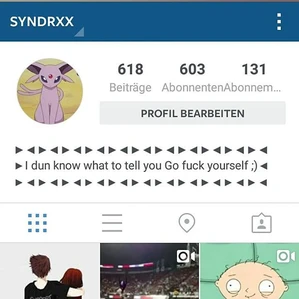 SYNDRXX
618 603 131
Beiträge Abonnenten Abonnem...
PROFIL BEARBEITEN
►◄►◄►◄►◄►◄►◄►◄►◄
►I dun know what to tell you Go fuck yourself ;)◄
►◄►◄►◄►◄►◄►◄►◄►◄